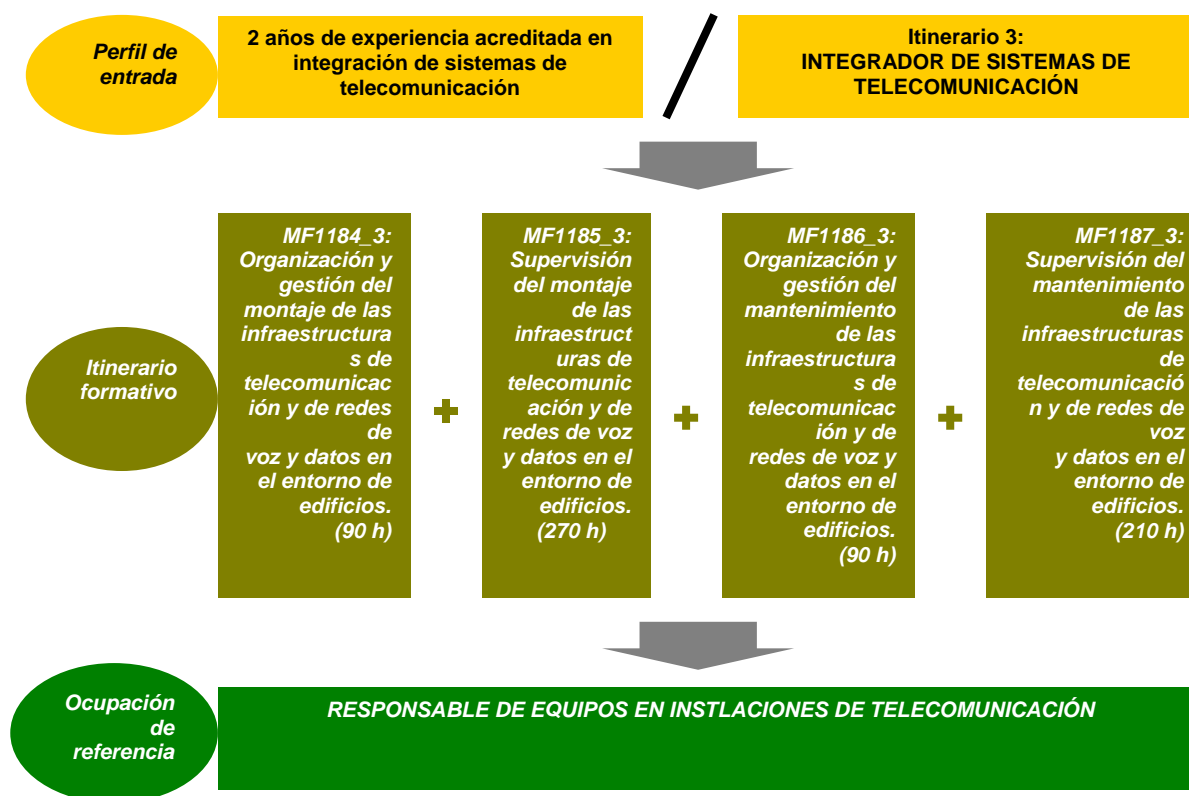 Perfil de
entrada
2 años de experiencia acreditada en
integración de sistemas de
telecomunicación
Itinerario 3:
INTEGRADOR DE SISTEMAS DE
TELECOMUNICACIÓN
Itinerario
formativo
MF1184_3:
Organización y
gestión del
montaje de las
infraestructura
s de
telecomunicac
ión y de redes
de
voz y datos en
el entorno de
edificios.
(90 h)
+
MF1185_3:
Supervisión
del montaje
de las
infraestruct
uras de
telecomunic
ación y de
redes de voz
y datos en el
entorno de
edificios.
(270 h)
+
MF1186_3:
Organización y
gestión del
mantenimiento
de las
infraestructura
s de
telecomunicac
ión y de
redes de voz y
datos en el
entorno de
edificios.
(90 h)
+
MF1187_3:
Supervisión del
mantenimiento
de las
infraestructuras
de
telecomunicació
n y de redes de
voz
y datos en el
entorno de
edificios.
(210 h)
Ocupación
de
referencia
RESPONSABLE DE EQUIPOS EN INSTLACIONES DE TELECOMUNICACIÓN